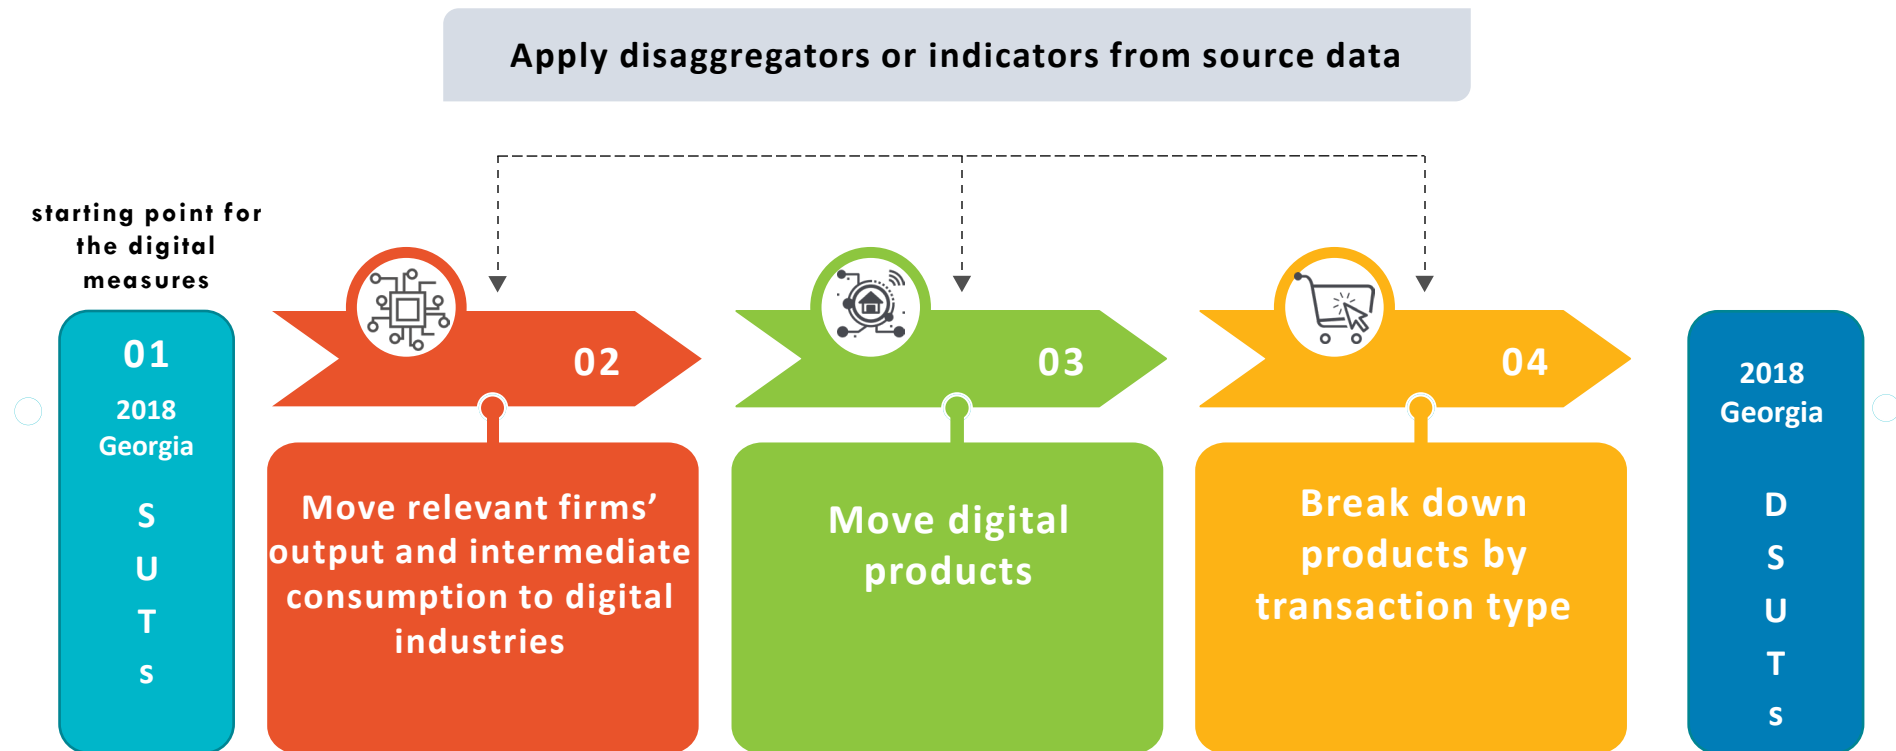 Apply disaggregators or indicators from source data
starting point for
the digital
measures
01
2018
Georgia
S
U
T
s
02
Move relevant firms’
output and intermediate
consumption to digital
industries
03
Move digital
products
04
Break down
products by
transaction type
2018
Georgia
D
S
U
T
s